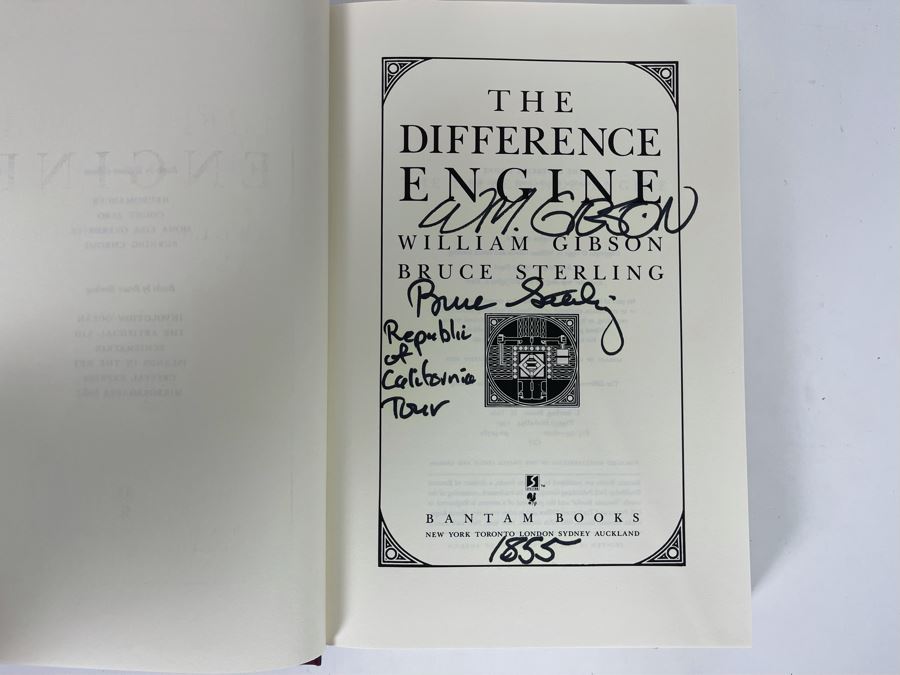 THE
DIFFERENCE
ENGINE
WM. GIBSON
WILLIAM GIBSON
BRUCE STERLING
Bruce Sterling
Republic
of
California
Tour
BANTAM BOOKS
NEW YORK TORONTO LONDON SYDNEY AUCKLAND
1855